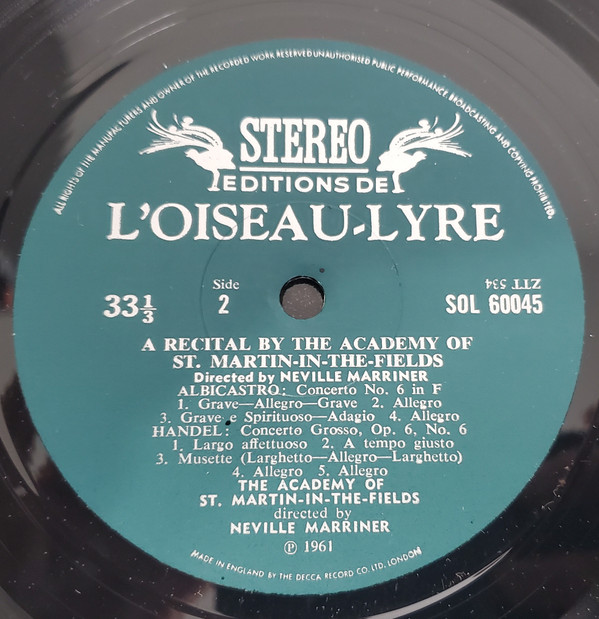 ALL RIGHTS OF THE MANUFACTURERS AND OWNER OF THE RECORDED WORK RESERVED UNAUTHORISED PUBLIC PERFORMANCE, BROADCASTING AND COPYING PROHIBITED.
STEREO
EDITIONS DE
L'OISEAU-LYRE
33⅓
Side
2
ZTT. 534
SOL 60045
A RECITAL BY THE ACADEMY OF
ST. MARTIN-IN-THE-FIELDS
Directed by NEVILLE MARRINER
ALBICASTRO: Concerto No. 6 in F
1. Grave—Allegro—Grave 2. Allegro
3. Grave e Spirituoso—Adagio 4. Allegro
HANDEL: Concerto Grosso, Op. 6, No. 6
1. Largo affettuoso 2. A tempo giusto
3. Musette (Larghetto—Allegro—Larghetto)
4. Allegro 5. Allegro
THE ACADEMY OF
ST. MARTIN-IN-THE-FIELDS
directed by
NEVILLE MARRINER
Ⓟ 1961
MADE IN ENGLAND BY THE DECCA RECORD CO. LTD. LONDON